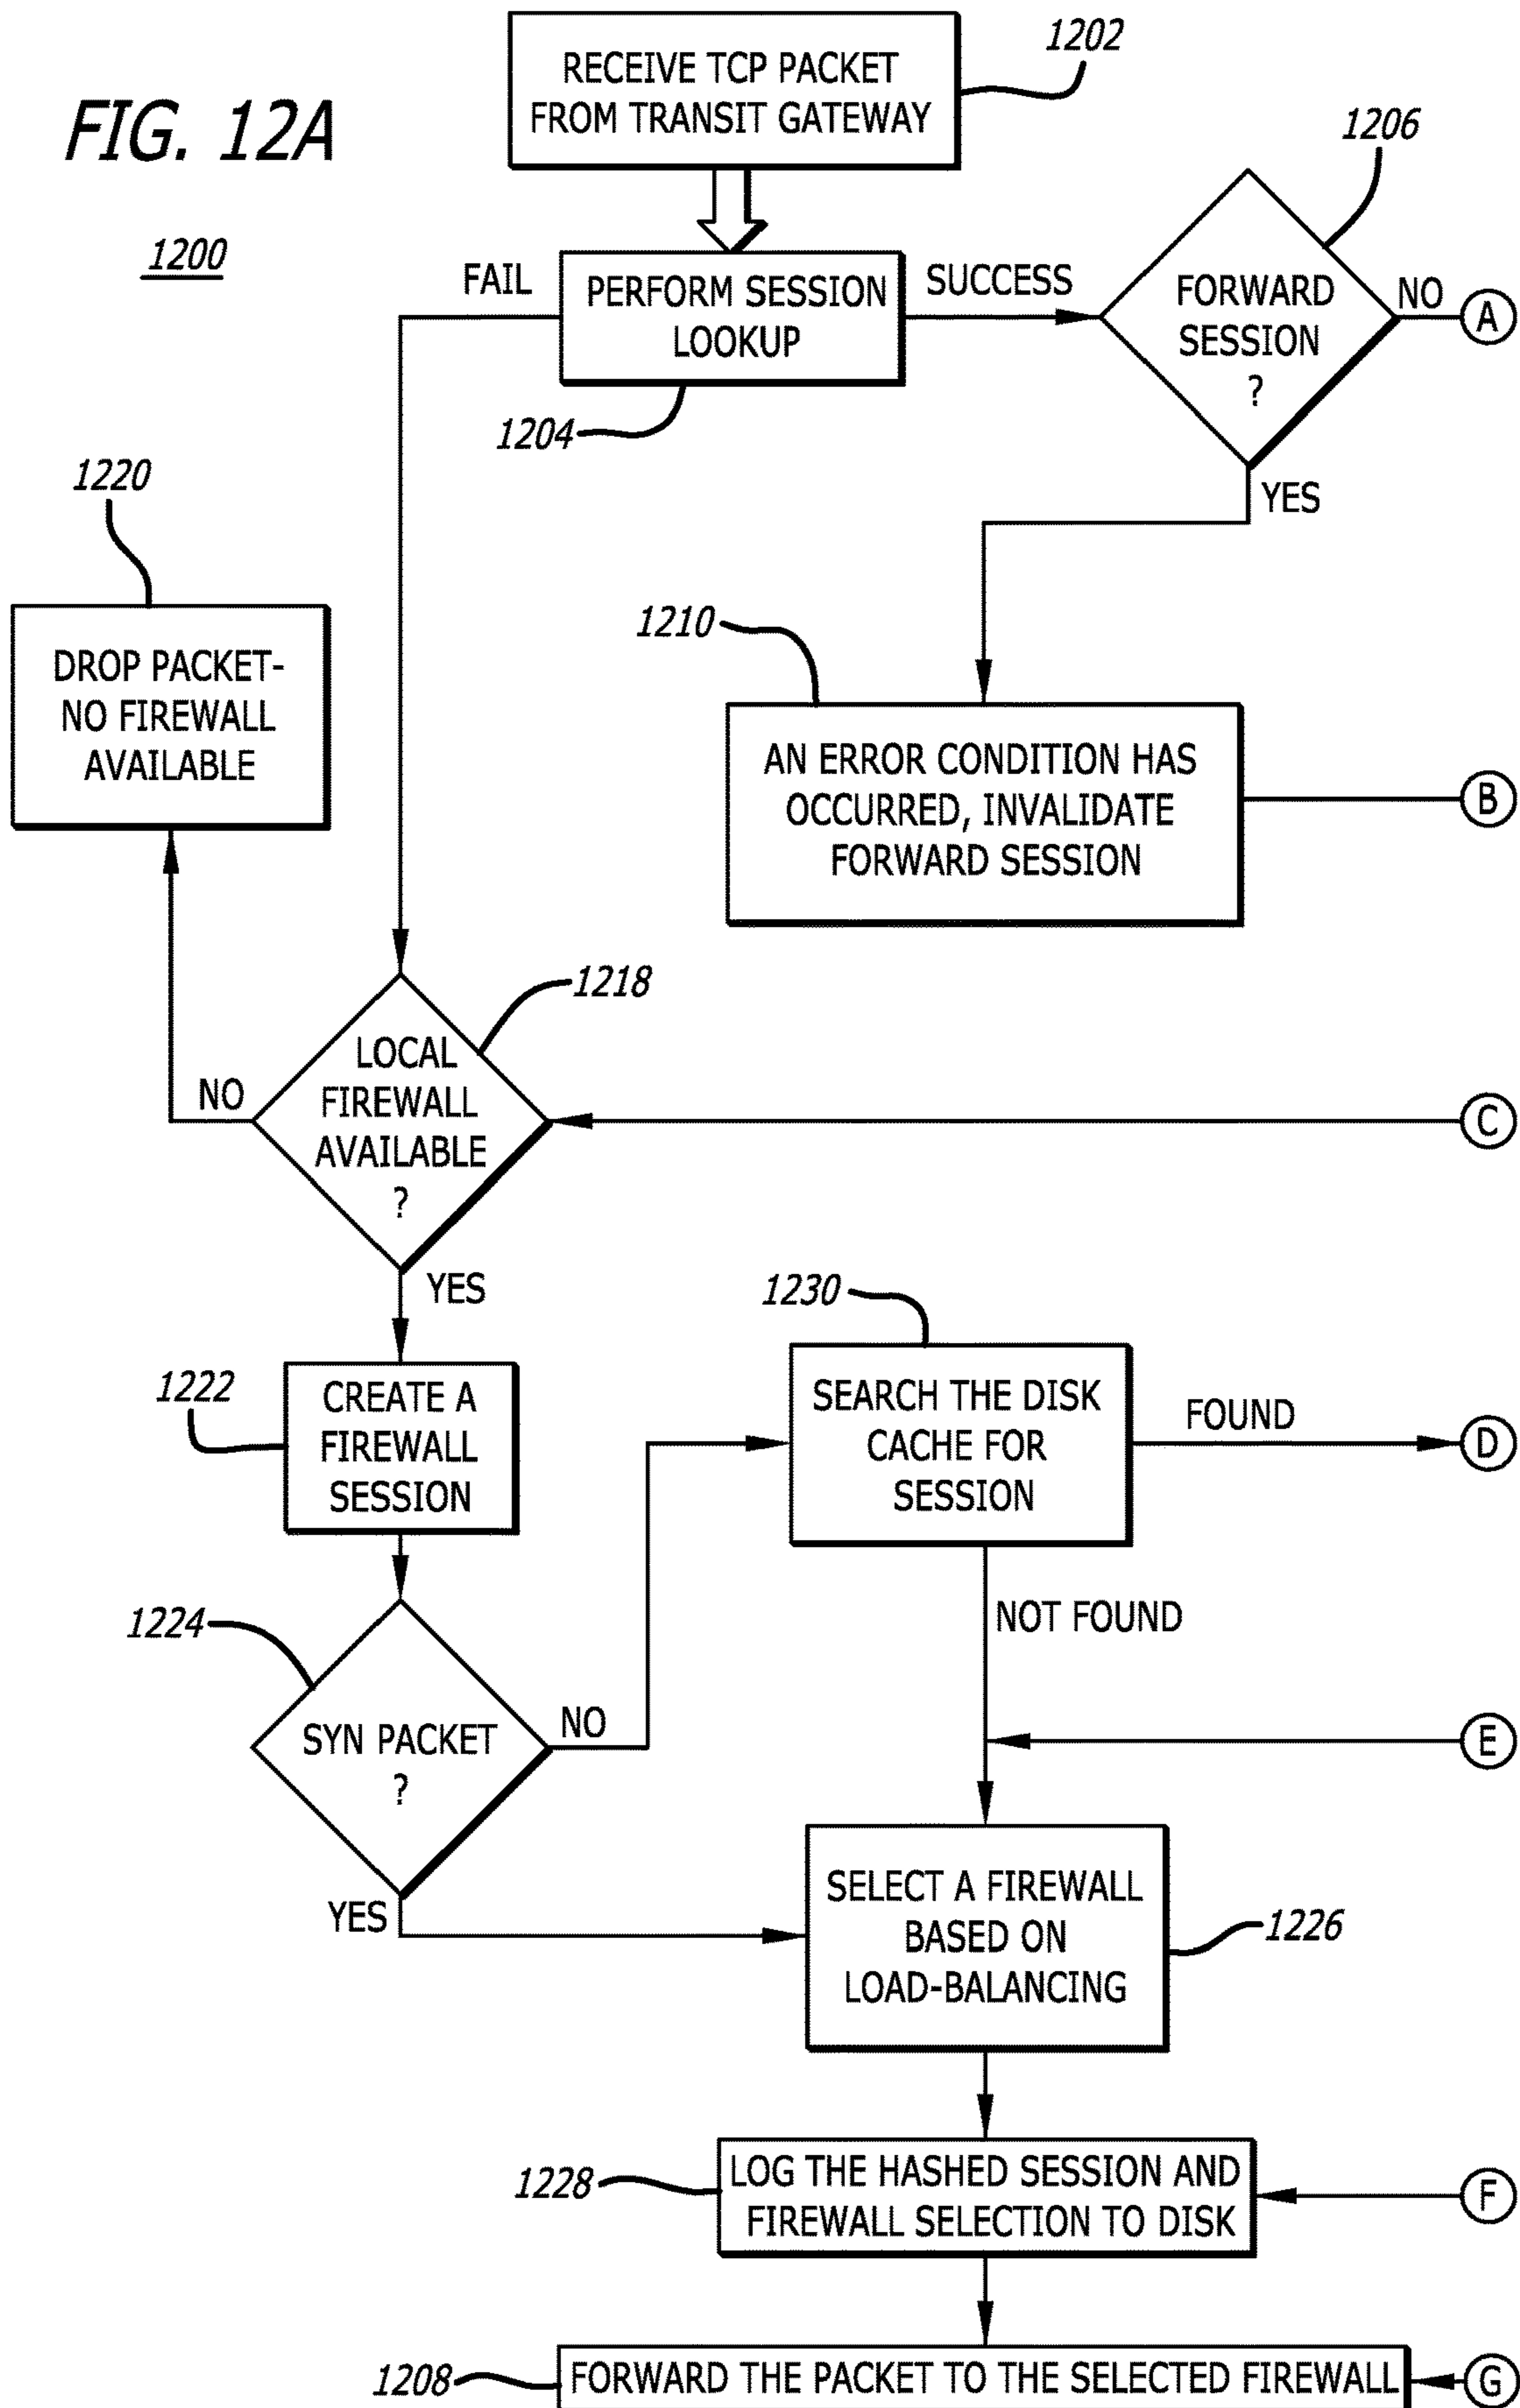 FIG. 12A
1200
RECEIVE TCP PACKET
FROM TRANSIT GATEWAY
1202
PERFORM SESSION
LOOKUP
1204
FAIL
SUCCESS
FORWARD
SESSION
?
1206
NO
A
YES
1210
AN ERROR CONDITION HAS
OCCURRED, INVALIDATE
FORWARD SESSION
B
1220
DROP PACKET-
NO FIREWALL
AVAILABLE
1218
LOCAL
FIREWALL
AVAILABLE
?
NO
C
YES
1222
CREATE A
FIREWALL
SESSION
1230
SEARCH THE DISK
CACHE FOR
SESSION
FOUND
D
NOT FOUND
1224
SYN PACKET
?
NO
E
YES
SELECT A FIREWALL
BASED ON
LOAD-BALANCING
1226
1228
LOG THE HASHED SESSION AND
FIREWALL SELECTION TO DISK
F
1208
FORWARD THE PACKET TO THE SELECTED FIREWALL
G